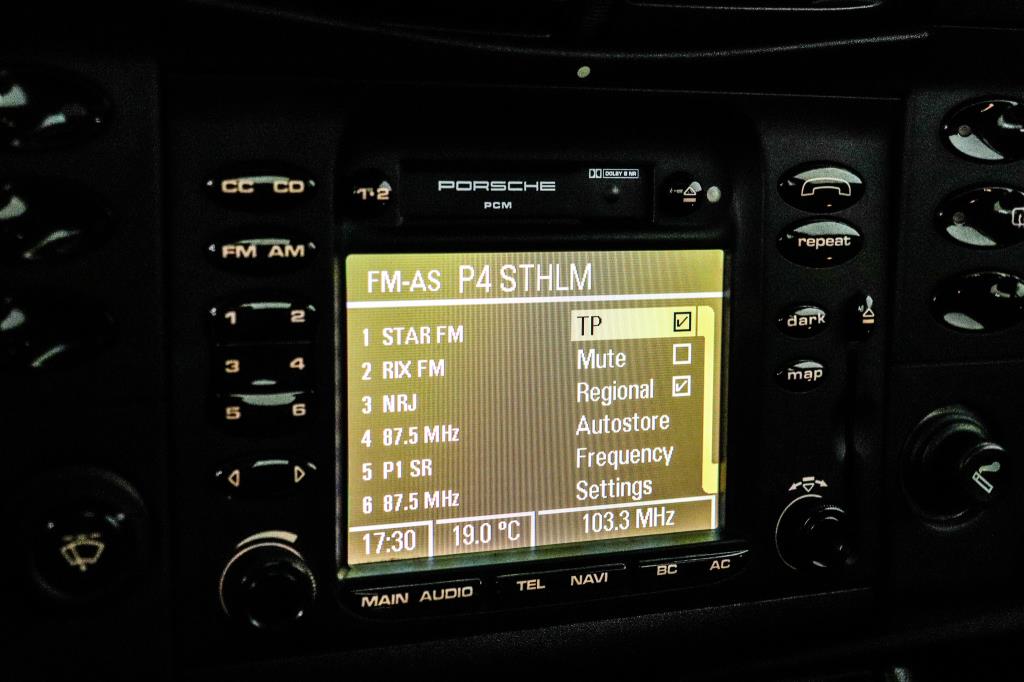 CC CD
1·2
PORSCHE
PCM
DOLBY B NR
FM AM
repeat
FM-AS P4 STHLM
1 2
3 4
5 6
1 STAR FM
2 RIX FM
3 NRJ
4 87.5 MHz
5 P1 SR
6 87.5 MHz
TP
Mute
Regional
Autostore
Frequency
Settings
dark
map
17:30
19.0 °C
103.3 MHz
MAIN AUDIO
TEL NAVI
BC AC